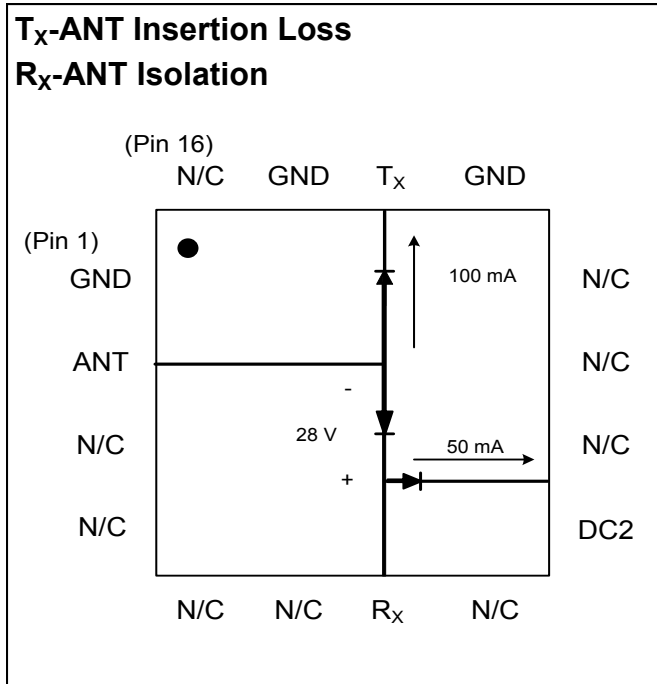 Tₓ-ANT Insertion Loss
Rₓ-ANT Isolation
(Pin 16)
N/C GND Tₓ GND
(Pin 1)
GND 100 mA N/C
ANT N/C
-
N/C 28 V 50 mA N/C
+
N/C DC2
N/C N/C Rₓ N/C